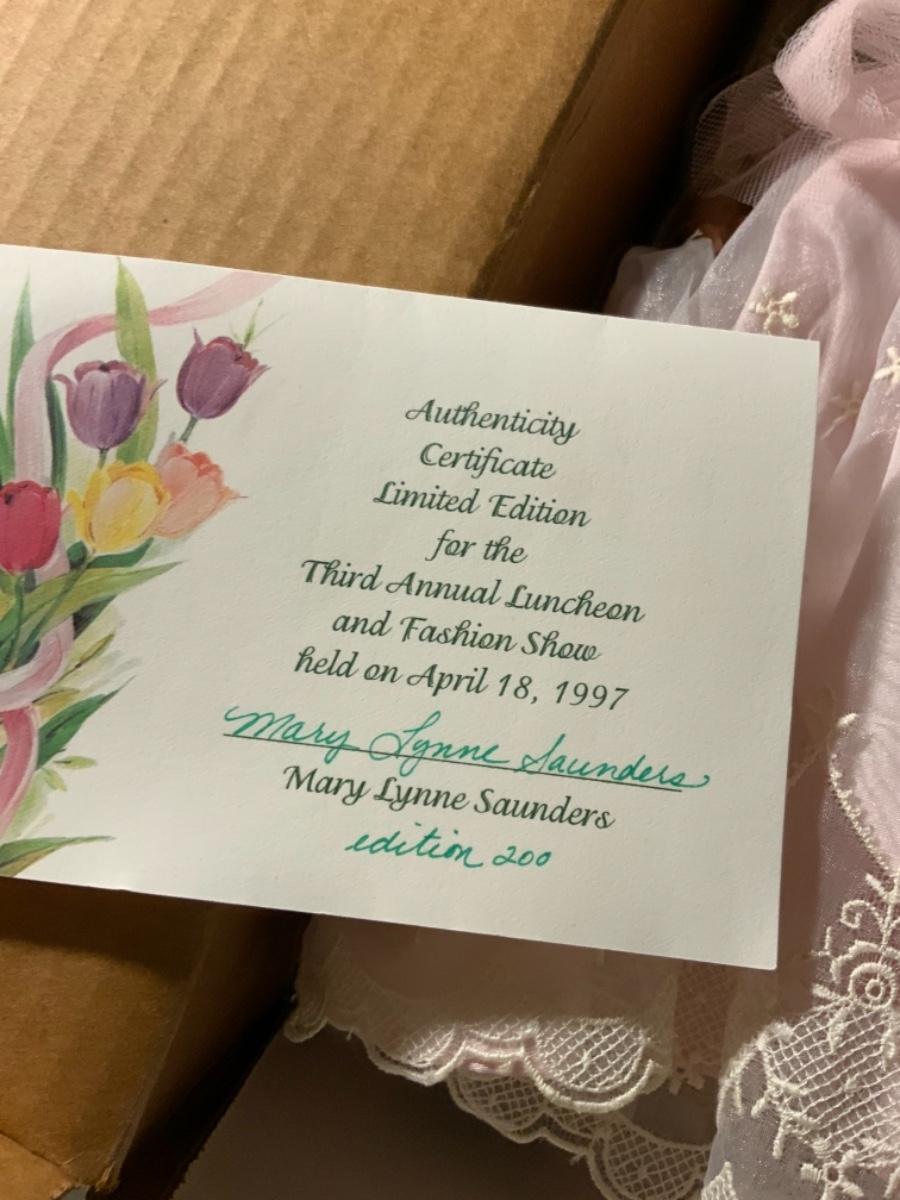 Authenticity
Certificate
Limited Edition
for the
Third Annual Luncheon
and Fashion Show
held on April 18, 1997
Mary Lynne Saunders
Mary Lynne Saunders
edition 200